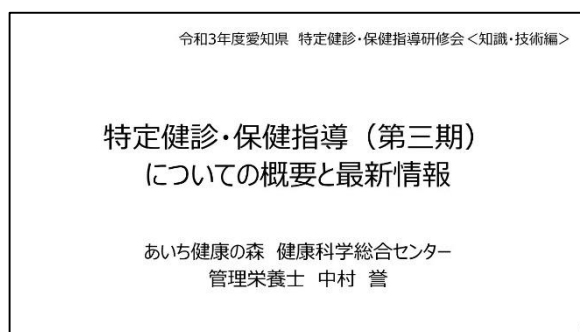 令和3年度愛知県 特定健診・保健指導研修会＜知識・技術編＞
特定健診・保健指導（第三期）
についての概要と最新情報
あいち健康の森 健康科学総合センター
管理栄養士 中村 誉